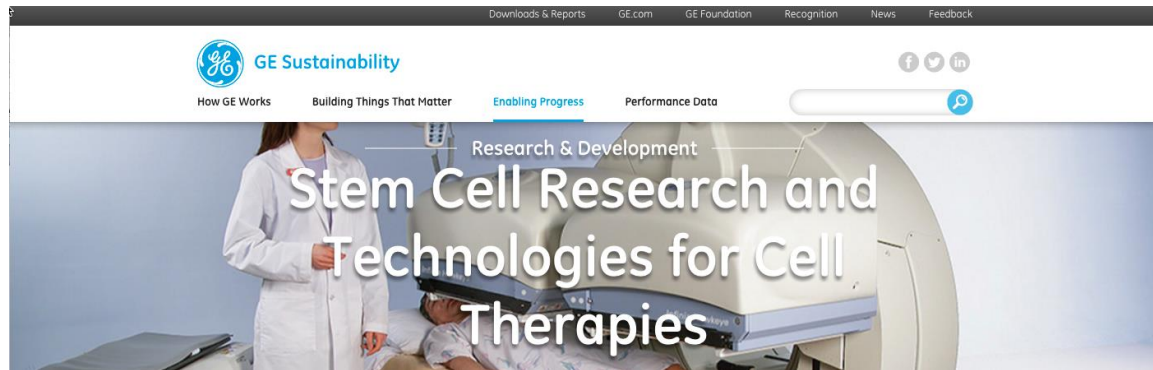 Downloads & Reports GE.com GE Foundation Recognition News Feedback
GE Sustainability
How GE Works Building Things That Matter Enabling Progress Performance Data
Research & Development
Stem Cell Research and
Technologies for Cell
Therapies